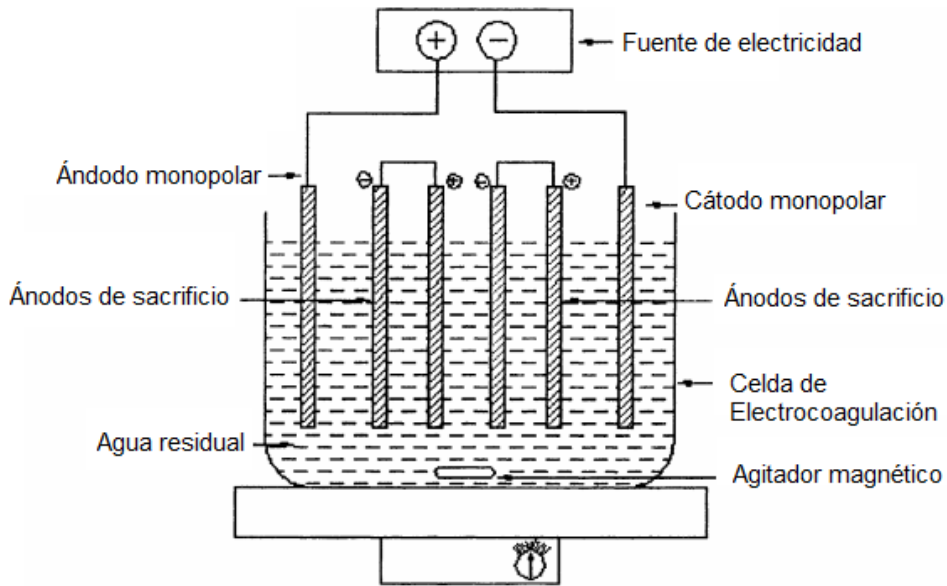 + −
Fuente de electricidad
Ándodo monopolar
⊖ ⊕ ⊖ ⊕
Cátodo monopolar
Ánodos de sacrificio
Ánodos de sacrificio
Celda de
Electrocoagulación
Agua residual
Agitador magnético